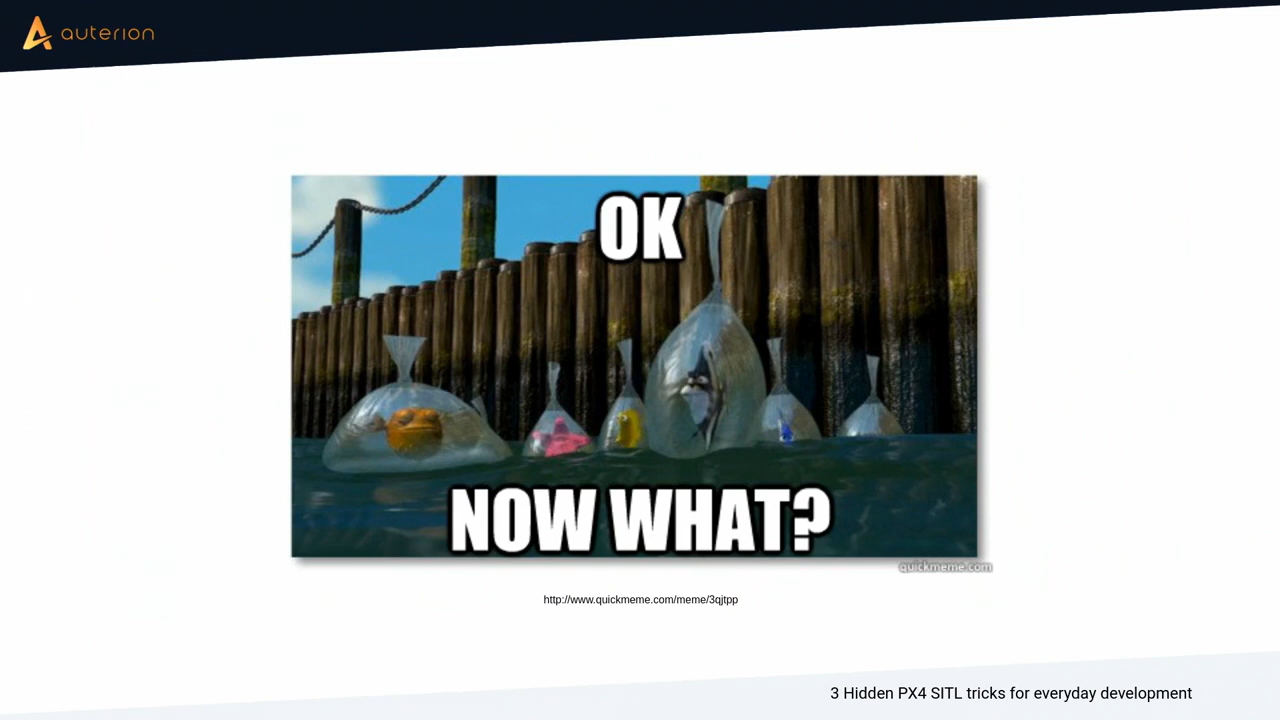 auterion
OK
NOW WHAT?
quickmeme.com
http://www.quickmeme.com/meme/3qjtpp
3 Hidden PX4 SITL tricks for everyday development